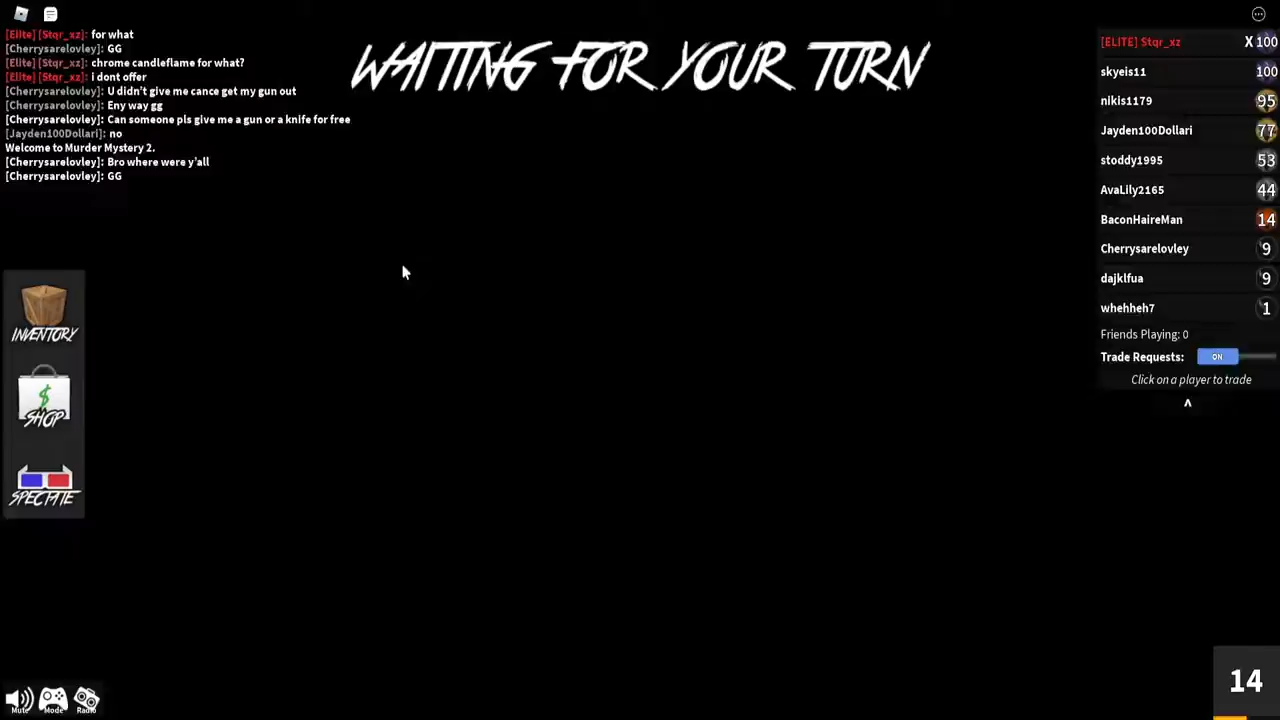 [Elite] [Stqr_xz]: for what
[Cherrysarelovley]: GG
[Elite] [Stqr_xz]: chrome candleflame for what?
[Elite] [Stqr_xz]: i dont offer
[Cherrysarelovley]: U didn't give me cance get my gun out
[Cherrysarelovley]: Eny way gg
[Cherrysarelovley]: Can someone pls give me a gun or a knife for free
[Jayden100Dollari]: no
Welcome to Murder Mystery 2.
[Cherrysarelovley]: Bro where were y'all
[Cherrysarelovley]: GG
WAITING FOR YOUR TURN
[ELITE] Stqr_xz X 100
skyeis11 100
nikis1179 95
Jayden100Dollari 77
stoddy1995 53
AvaLily2165 44
BaconHaireMan 14
Cherrysarelovley 9
dajklfua 9
whehheh7 1
Friends Playing: 0
Trade Requests: ON
Click on a player to trade
^
INVENTORY
$
SHOP
SPECTATE
Mute Mode Radio
14